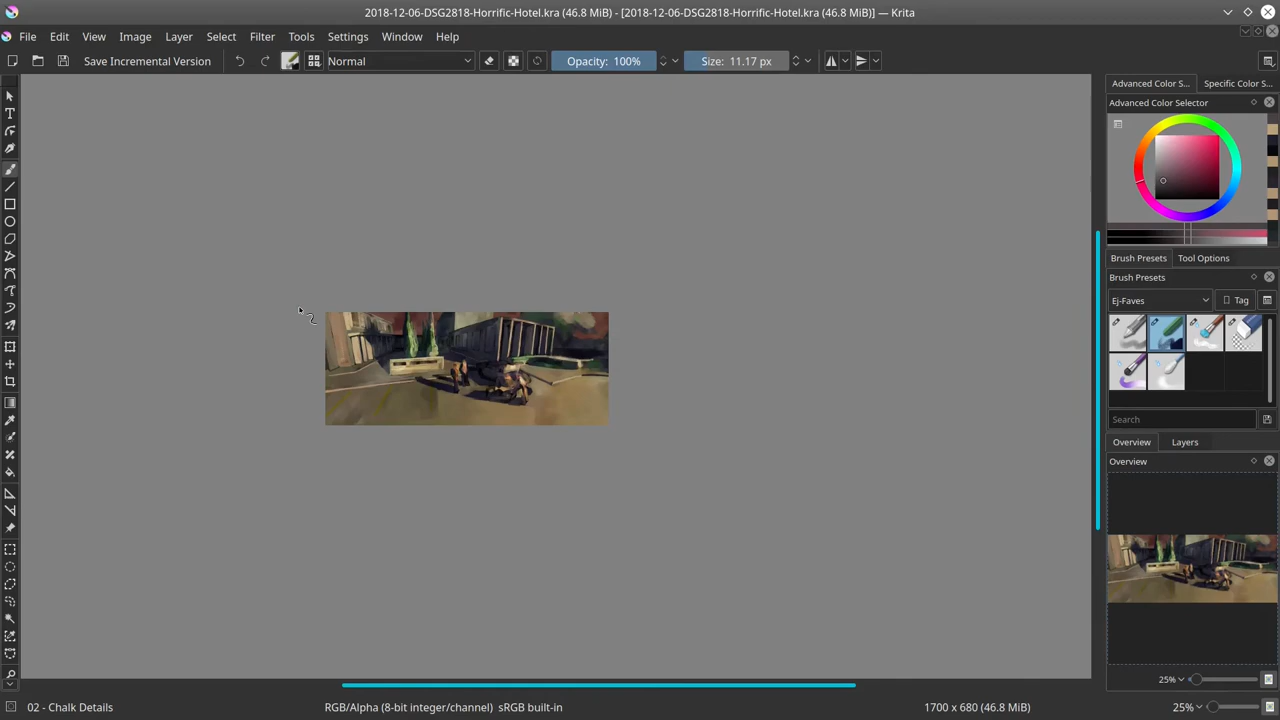 2018-12-06-DSG2818-Horrific-Hotel.kra (46.8 MiB) - [2018-12-06-DSG2818-Horrific-Hotel.kra (46.8 MiB)] — Krita
File Edit View Image Layer Select Filter Tools Settings Window Help
Save Incremental Version Normal Opacity: 100% Size: 11.17 px
Advanced Color S... Specific Color S...
Advanced Color Selector
Brush Presets Tool Options
Brush Presets
Ej-Faves Tag
Search
Overview Layers
Overview
25%
02 - Chalk Details RGB/Alpha (8-bit integer/channel) sRGB built-in 1700 x 680 (46.8 MiB) 25%